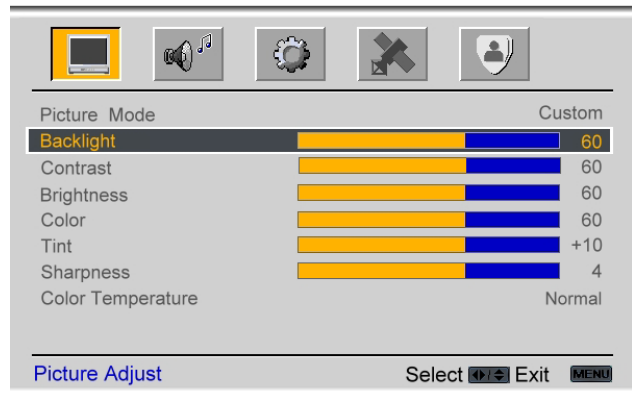 Picture Mode Custom
Backlight 60
Contrast 60
Brightness 60
Color 60
Tint +10
Sharpness 4
Color Temperature Normal
Picture Adjust Select Exit MENU